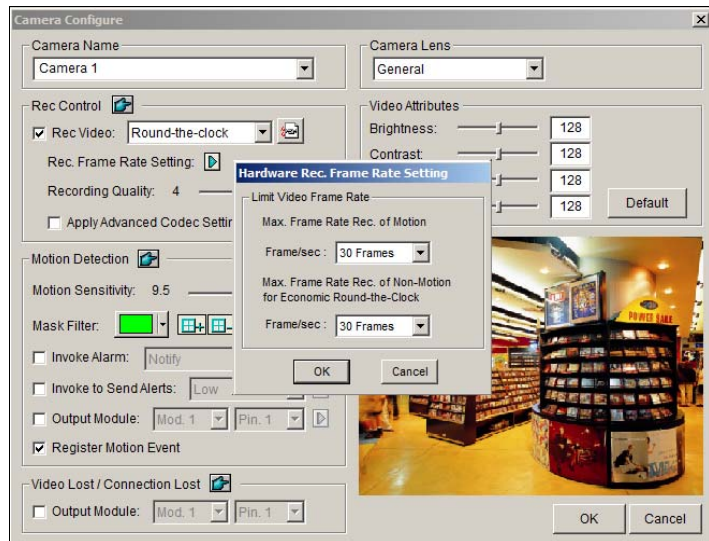 Camera Configure
Camera Name
Camera 1
Camera Lens
General
Rec Control
Rec Video: Round-the-clock
Rec. Frame Rate Setting:
Recording Quality: 4
Apply Advanced Codec Settin
Video Attributes
Brightness: 128
Contrast: 128
128
128
Default
Hardware Rec. Frame Rate Setting
Limit Video Frame Rate
Max. Frame Rate Rec. of Motion
Frame/sec : 30 Frames
Max. Frame Rate Rec. of Non-Motion
for Economic Round-the-Clock
Frame/sec : 30 Frames
OK Cancel
Motion Detection
Motion Sensitivity: 9.5
Mask Filter:
Invoke Alarm: Notify
Invoke to Send Alerts: Low
Output Module: Mod. 1 Pin. 1
Register Motion Event
Video Lost / Connection Lost
Output Module: Mod. 1 Pin. 1
POWER
OK Cancel